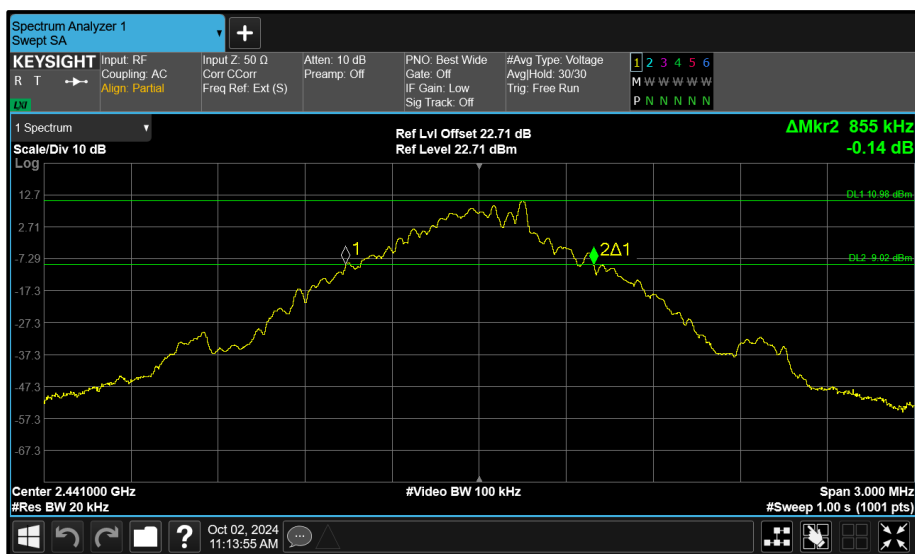 Spectrum Analyzer 1
Swept SA
+
KEYSIGHT
R T
LXI
Input: RF
Coupling: AC
Align: Partial
Input Z: 50 Ω
Corr CCorr
Freq Ref: Ext (S)
Atten: 10 dB
Preamp: Off
PNO: Best Wide
Gate: Off
IF Gain: Low
Sig Track: Off
#Avg Type: Voltage
Avg|Hold: 30/30
Trig: Free Run
1 2 3 4 5 6
M W W W W W
P N N N N N
1 Spectrum
Scale/Div 10 dB
Log
Ref Lvl Offset 22.71 dB
Ref Level 22.71 dBm
ΔMkr2 855 kHz
-0.14 dB
12.7
2.71
-7.29
-17.3
-27.3
-37.3
-47.3
-57.3
-67.3
DL1 10.98 dBm
1
2Δ1
DL2 -9.02 dBm
Center 2.441000 GHz
#Res BW 20 kHz
#Video BW 100 kHz
Span 3.000 MHz
#Sweep 1.00 s (1001 pts)
?
Oct 02, 2024
11:13:55 AM